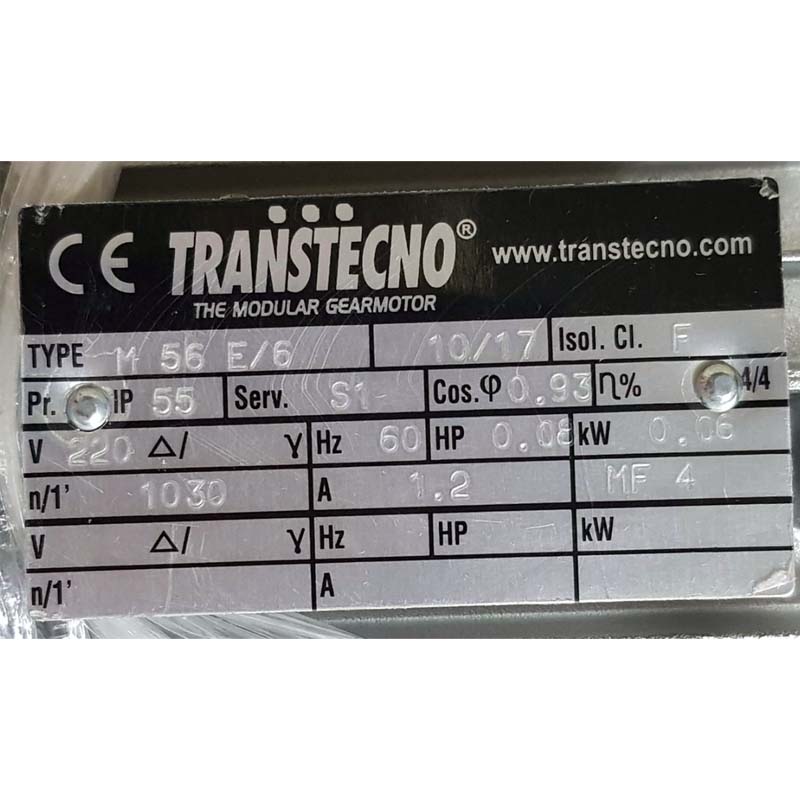 CE TRANSTECNO® www.transtecno.com
THE MODULAR GEARMOTOR
TYPE M 56 E/6 10/17 Isol. Cl. F
Pr. IP 55 Serv. S1 Cos.φ 0.93 η% 4/4
V 220 Δ/ Y Hz 60 HP 0.08 kW 0.06
n/1' 1030 A 1.2 MF 4
V Δ/ Y Hz HP kW
n/1' A